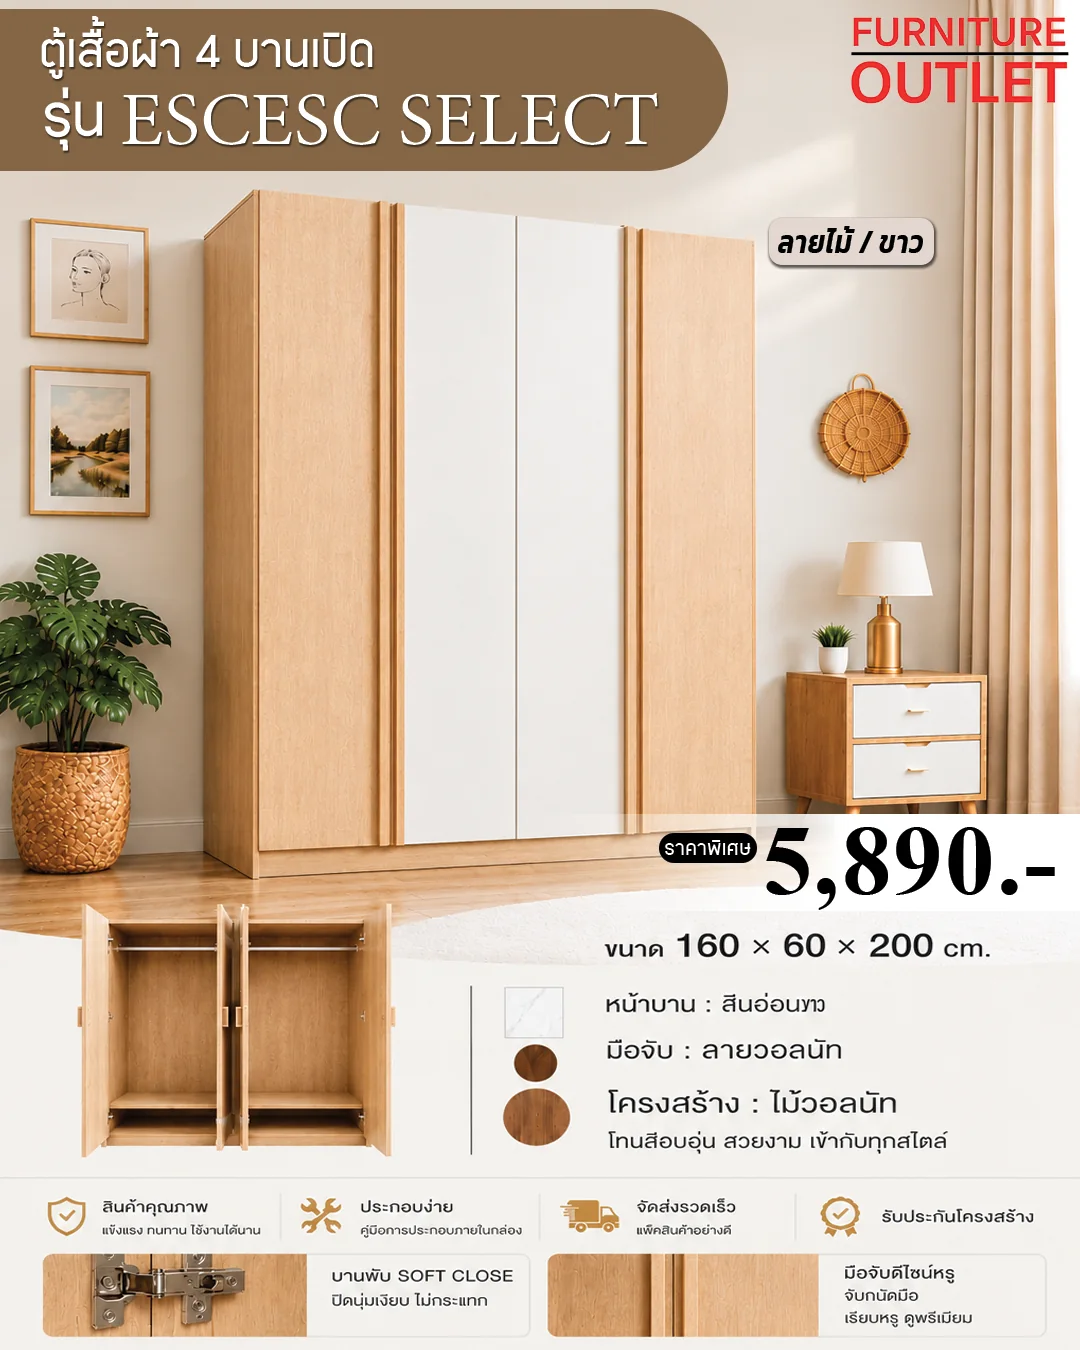 ตู้เสื้อผ้า 4 บานเปิด
รุ่น ESCESC SELECT
FURNITURE
OUTLET
ลายไม้ / ขาว
ราคาพิเศษ 5,890.-
ขนาด 160 × 60 × 200 cm.
หน้าบาน : สีนอ่อนขาว
มือจับ : ลายวอลนัท
โครงสร้าง : ไม้วอลนัท
โทนสีอบอุ่น สวยงาม เข้ากับทุกสไตล์
สินค้าคุณภาพ
แข็งแรง ทนทาน ใช้งานได้นาน
ประกอบง่าย
คู่มือการประกอบภายในกล่อง
จัดส่งรวดเร็ว
แพ็คสินค้าอย่างดี
รับประกันโครงสร้าง
บานพับ SOFT CLOSE
ปิดนุ่มเงียบ ไม่กระแทก
มือจับดีไซน์หรู
จับถนัดมือ
เรียบหรู ดูพรีเมียม